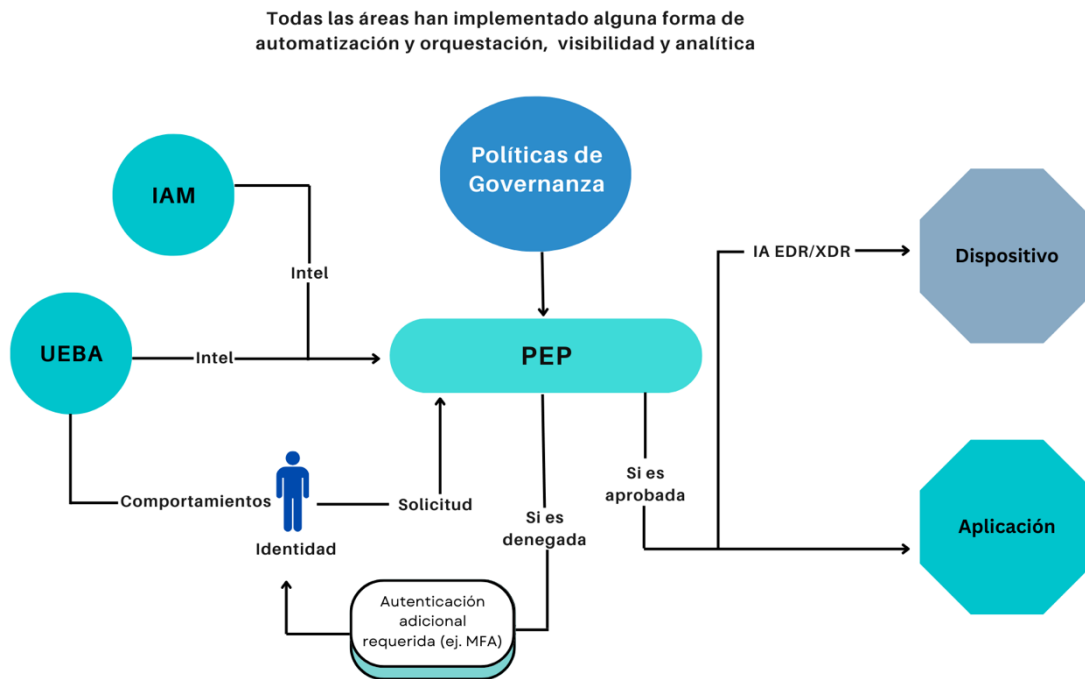 Todas las áreas han implementado alguna forma de
automatización y orquestación, visibilidad y analítica
Políticas de
Governanza
IAM
Intel
IA EDR/XDR
Dispositivo
UEBA
Intel
PEP
Comportamientos
Solicitud
Identidad
Si es
denegada
Si es
aprobada
Aplicación
Autenticación
adicional
requerida (ej. MFA)